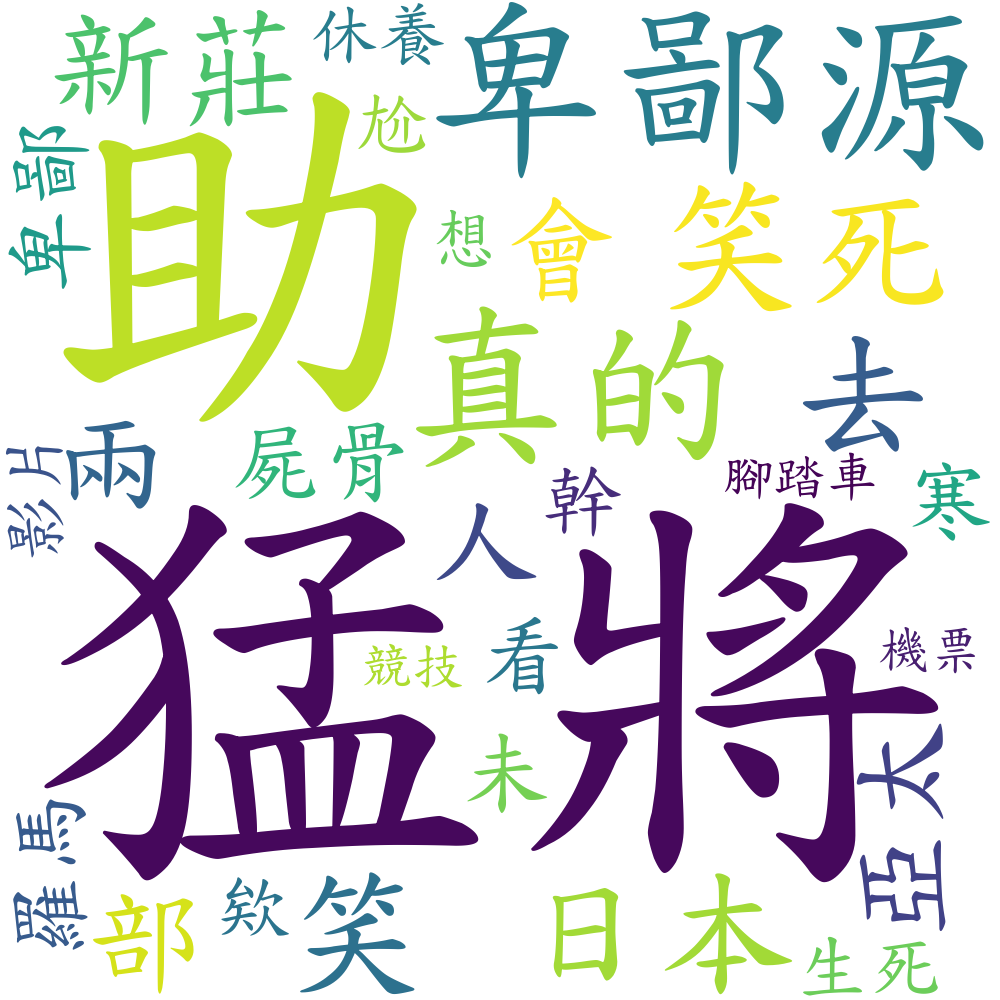 新莊
休養
卑鄙源
卑鄙
助
尬
想
會
笑死
真的
去
影片
兩
屍骨
人
幹
腳踏車
寒
猛將
競技
看
機票
未
亞太
羅馬
部
欸
笑
日本
生死